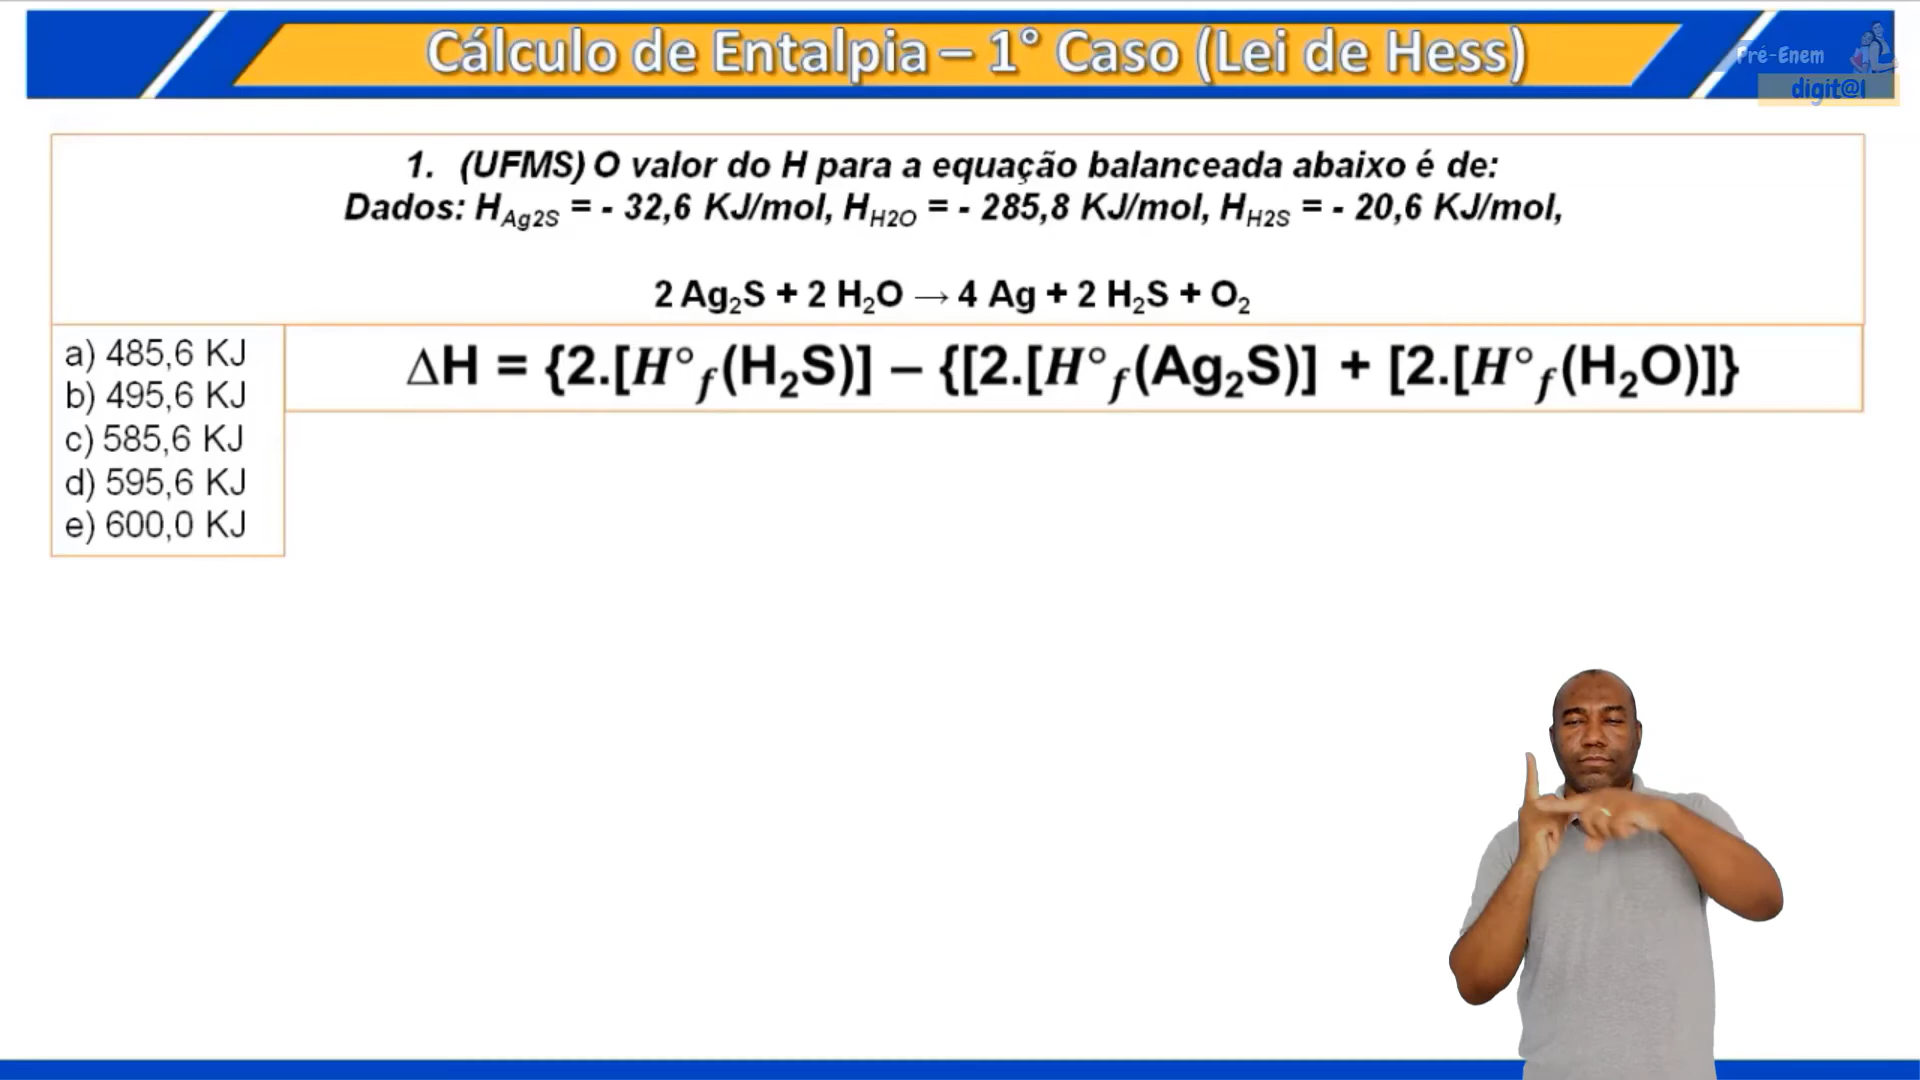 Cálculo de Entalpia – 1° Caso (Lei de Hess)
Pré-Enem
digit@l
1. (UFMS) O valor do H para a equação balanceada abaixo é de:
Dados: H_Ag2S = - 32,6 KJ/mol, H_H2O = - 285,8 KJ/mol, H_H2S = - 20,6 KJ/mol,
2 Ag₂S + 2 H₂O → 4 Ag + 2 H₂S + O₂
a) 485,6 KJ
b) 495,6 KJ
c) 585,6 KJ
d) 595,6 KJ
e) 600,0 KJ
∆H = {2.[H°f(H₂S)] – {[2.[H°f(Ag₂S)] + [2.[H°f(H₂O)]]}